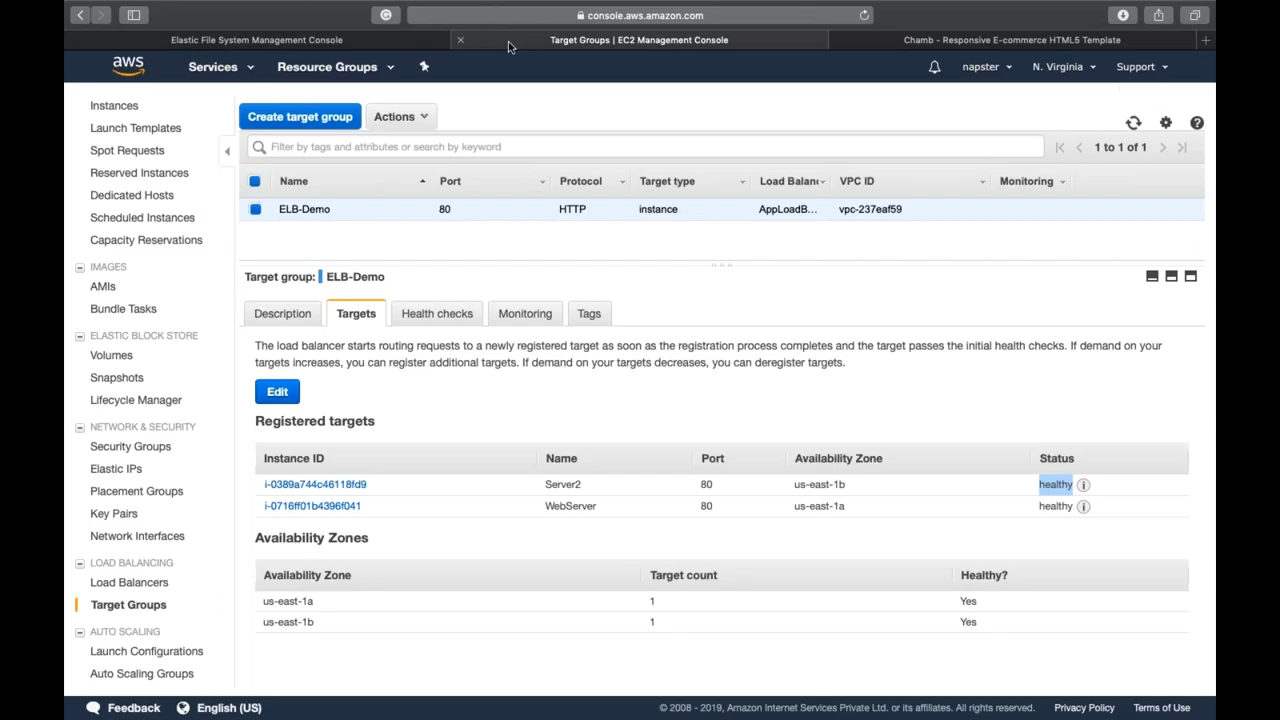 console.aws.amazon.com
Elastic File System Management Console
Target Groups | EC2 Management Console
Chamb - Responsive E-commerce HTML5 Template
aws Services Resource Groups napster N. Virginia Support
Instances
Launch Templates
Spot Requests
Reserved Instances
Dedicated Hosts
Scheduled Instances
Capacity Reservations
IMAGES
AMIs
Bundle Tasks
ELASTIC BLOCK STORE
Volumes
Snapshots
Lifecycle Manager
NETWORK & SECURITY
Security Groups
Elastic IPs
Placement Groups
Key Pairs
Network Interfaces
LOAD BALANCING
Load Balancers
Target Groups
AUTO SCALING
Launch Configurations
Auto Scaling Groups
Create target group Actions
Filter by tags and attributes or search by keyword 1 to 1 of 1
Name Port Protocol Target type Load Balanc VPC ID Monitoring
ELB-Demo 80 HTTP instance AppLoadB... vpc-237eaf59
Target group: ELB-Demo
Description Targets Health checks Monitoring Tags
The load balancer starts routing requests to a newly registered target as soon as the registration process completes and the target passes the initial health checks. If demand on your
targets increases, you can register additional targets. If demand on your targets decreases, you can deregister targets.
Edit
Registered targets
Instance ID Name Port Availability Zone Status
i-0389a744c46118fd9 Server2 80 us-east-1b healthy
i-0716ff01b4396f041 WebServer 80 us-east-1a healthy
Availability Zones
Availability Zone Target count Healthy?
us-east-1a 1 Yes
us-east-1b 1 Yes
Feedback English (US) © 2008 - 2019, Amazon Internet Services Private Ltd. or its affiliates. All rights reserved. Privacy Policy Terms of Use